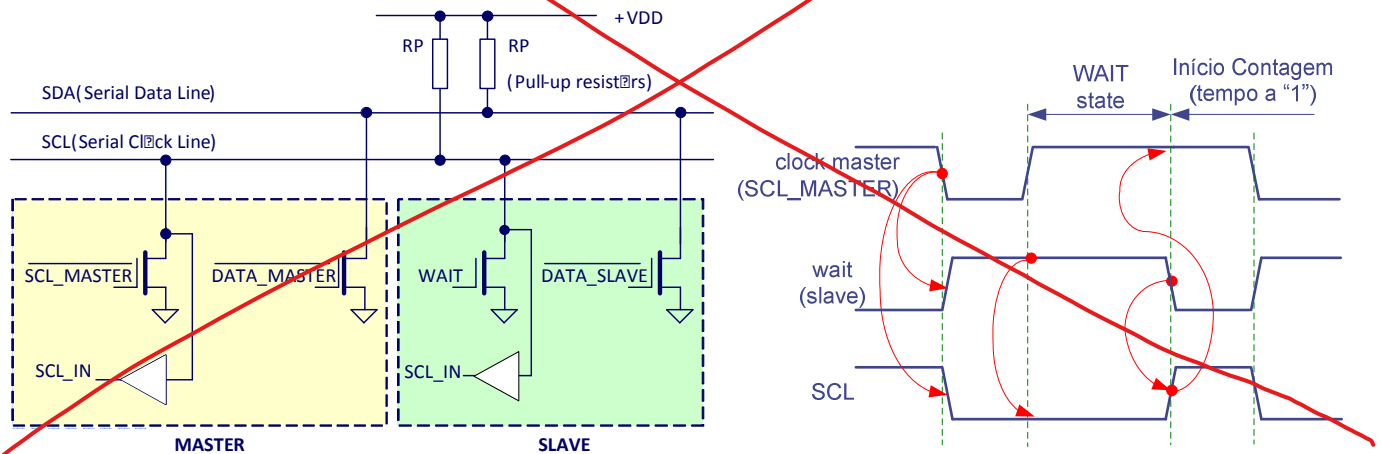 +VDD
RP
RP
(Pull-up resist⍰rs)
SDA(Serial Data Line)
SCL(Serial Cl⍰ck Line)
SCL_MASTER
DATA_MASTER
WAIT
DATA_SLAVE
SCL_IN
SCL_IN
MASTER
SLAVE
WAIT
state
Início Contagem
(tempo a “1”)
clock master
(SCL_MASTER)
wait
(slave)
SCL